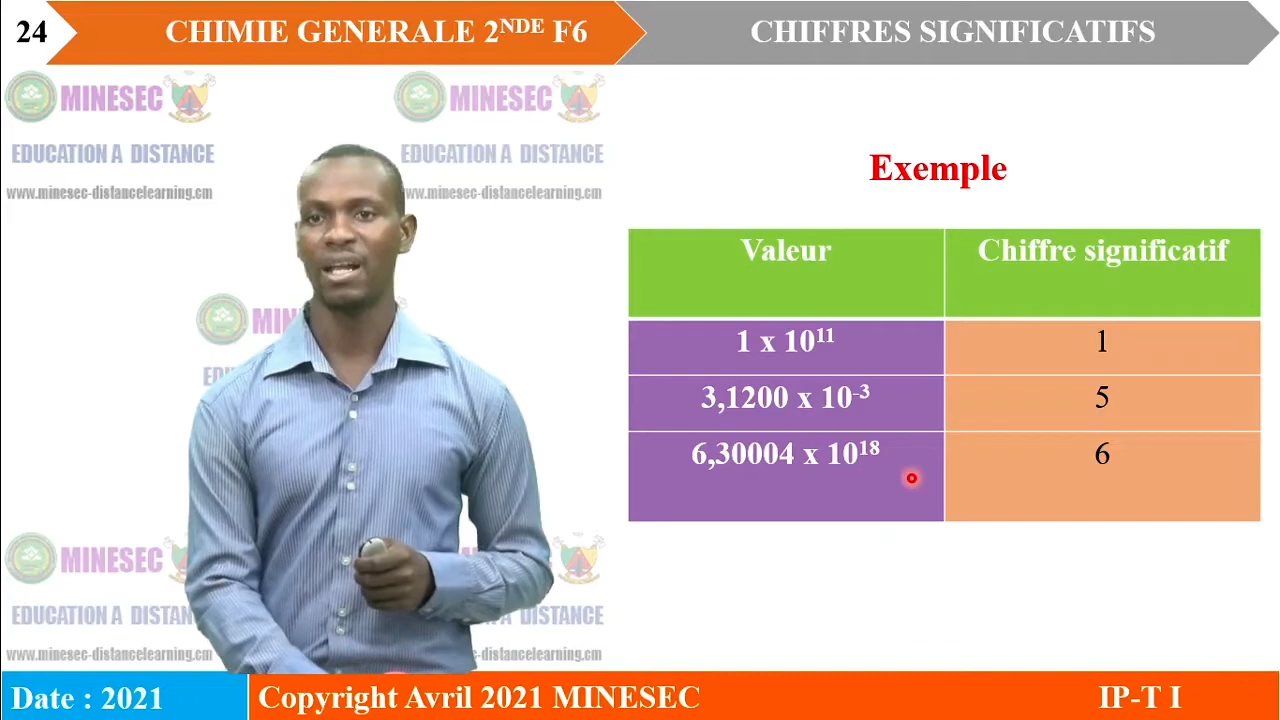 24
CHIMIE GENERALE 2NDE F6
CHIFFRES SIGNIFICATIFS
MINESEC
MINESEC
EDUCATION A DISTANCE
EDUCATION A DISTANCE
www.minesec-distancelearning.cm
www.minesec-distancelearning.cm
Exemple
Valeur
Chiffre significatif
1 x 10¹¹
1
3,1200 x 10⁻³
5
6,30004 x 10¹⁸
6
MINESEC
EDUCATION A DISTAN
www.minesec-distancelearning.cm
MINESEC
DISTANCE
-distancelearning.cm
Date : 2021
Copyright Avril 2021 MINESEC
IP-T I